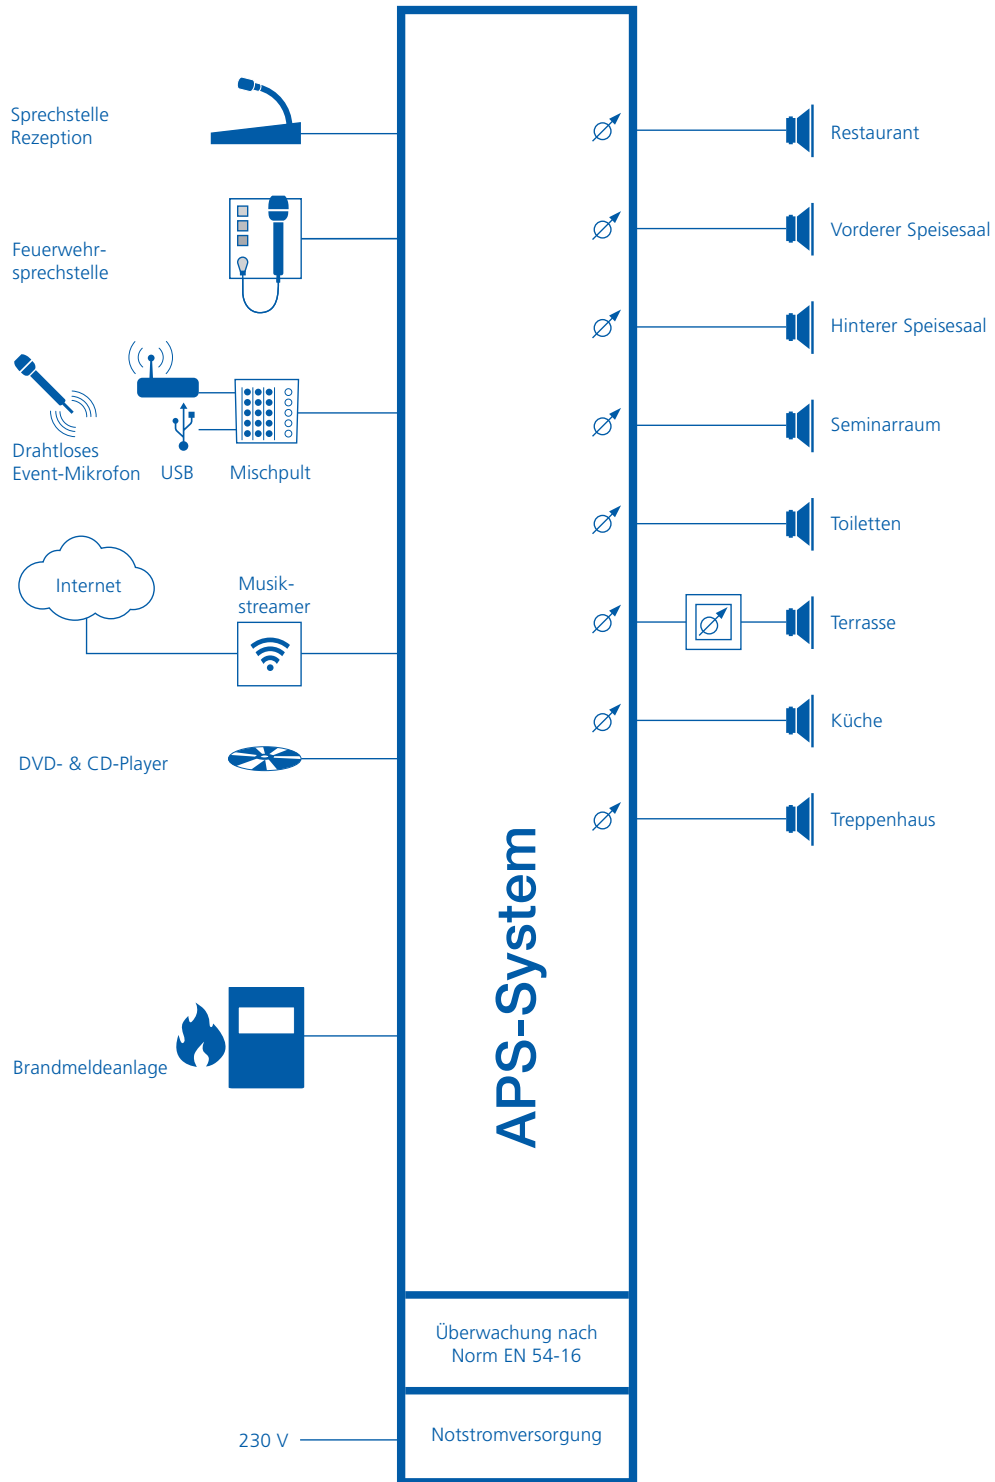 Sprechstelle
Rezeption
Feuerwehr-
sprechstelle
Drahtloses
Event-Mikrofon
USB
Mischpult
Internet
Musik-
streamer
DVD- & CD-Player
Brandmeldeanlage
230 V
APS-System
Überwachung nach
Norm EN 54-16
Notstromversorgung
Restaurant
Vorderer Speisesaal
Hinterer Speisesaal
Seminarraum
Toiletten
Terrasse
Küche
Treppenhaus